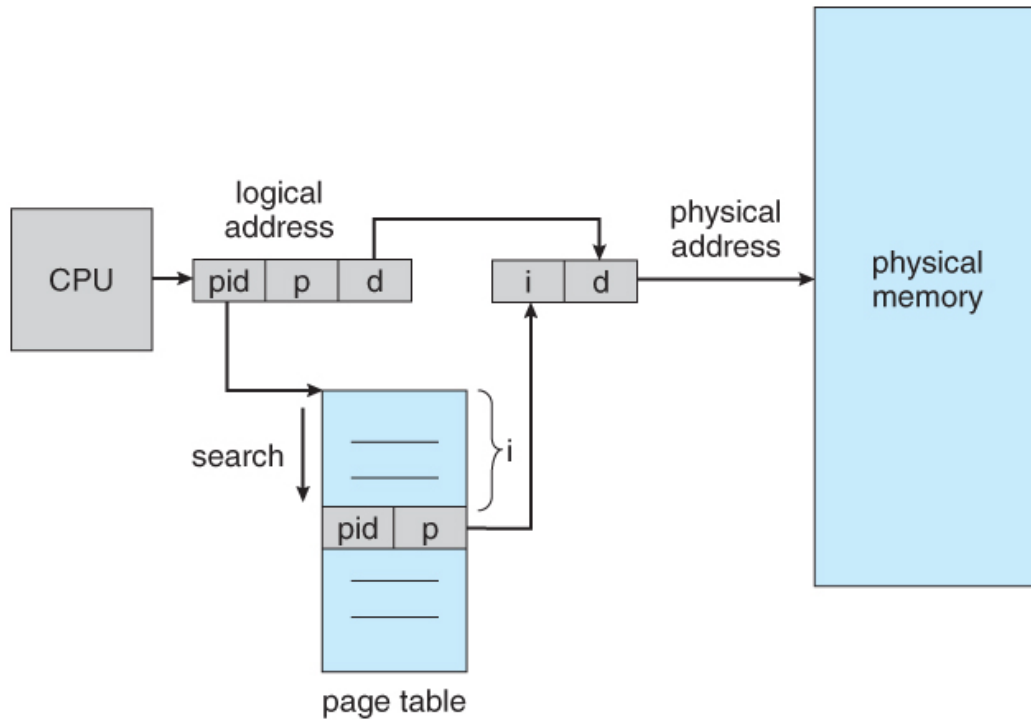 logical
address
CPU
pid p d
i d
physical
address
physical
memory
search
i
pid p
page table